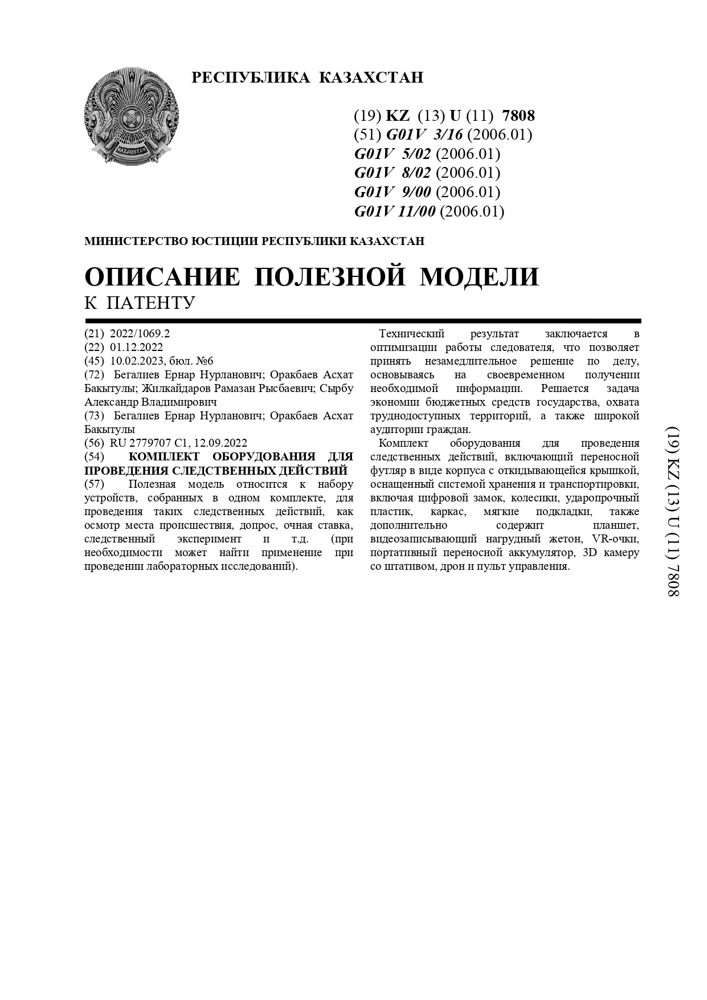 РЕСПУБЛИКА КАЗАХСТАН
(19) KZ (13) U (11) 7808
(51) G01V 3/16 (2006.01)
G01V 5/02 (2006.01)
G01V 8/02 (2006.01)
G01V 9/00 (2006.01)
G01V 11/00 (2006.01)
QAZAQSTAN
МИНИСТЕРСТВО ЮСТИЦИИ РЕСПУБЛИКИ КАЗАХСТАН
ОПИСАНИЕ ПОЛЕЗНОЙ МОДЕЛИ
К ПАТЕНТУ
(21) 2022/1069.2
(22) 01.12.2022
(45) 10.02.2023, бюл. №6
(72) Бегалиев Ернар Нурланович; Оракбаев Асхат
Бакытулы; Жилкайдаров Рамазан Рысбаевич; Сырбу
Александр Владимирович
(73) Бегалиев Ернар Нурланович; Оракбаев Асхат
Бакытулы
(56) RU 2779707 C1, 12.09.2022
(54) КОМПЛЕКТ ОБОРУДОВАНИЯ ДЛЯ
ПРОВЕДЕНИЯ СЛЕДСТВЕННЫХ ДЕЙСТВИЙ
(57) Полезная модель относится к набору
устройств, собранных в одном комплекте, для
проведения таких следственных действий, как
осмотр места происшествия, допрос, очная ставка,
следственный эксперимент и т.д. (при
необходимости может найти применение при
проведении лабораторных исследований).
Технический результат заключается в
оптимизации работы следователя, что позволяет
принять незамедлительное решение по делу,
основываясь на своевременном получении
необходимой информации. Решается задача
экономии бюджетных средств государства, охвата
труднодоступных территорий, а также широкой
аудитории граждан.
Комплект оборудования для проведения
следственных действий, включающий переносной
футляр в виде корпуса с откидывающейся крышкой,
оснащенный системой хранения и транспортировки,
включая цифровой замок, колесики, ударопрочный
пластик, каркас, мягкие подкладки, также
дополнительно содержит планшет,
видеозаписывающий нагрудный жетон, VR-очки,
портативный переносной аккумулятор, 3D камеру
со штативом, дрон и пульт управления.
(19) KZ (13) U (11) 7808